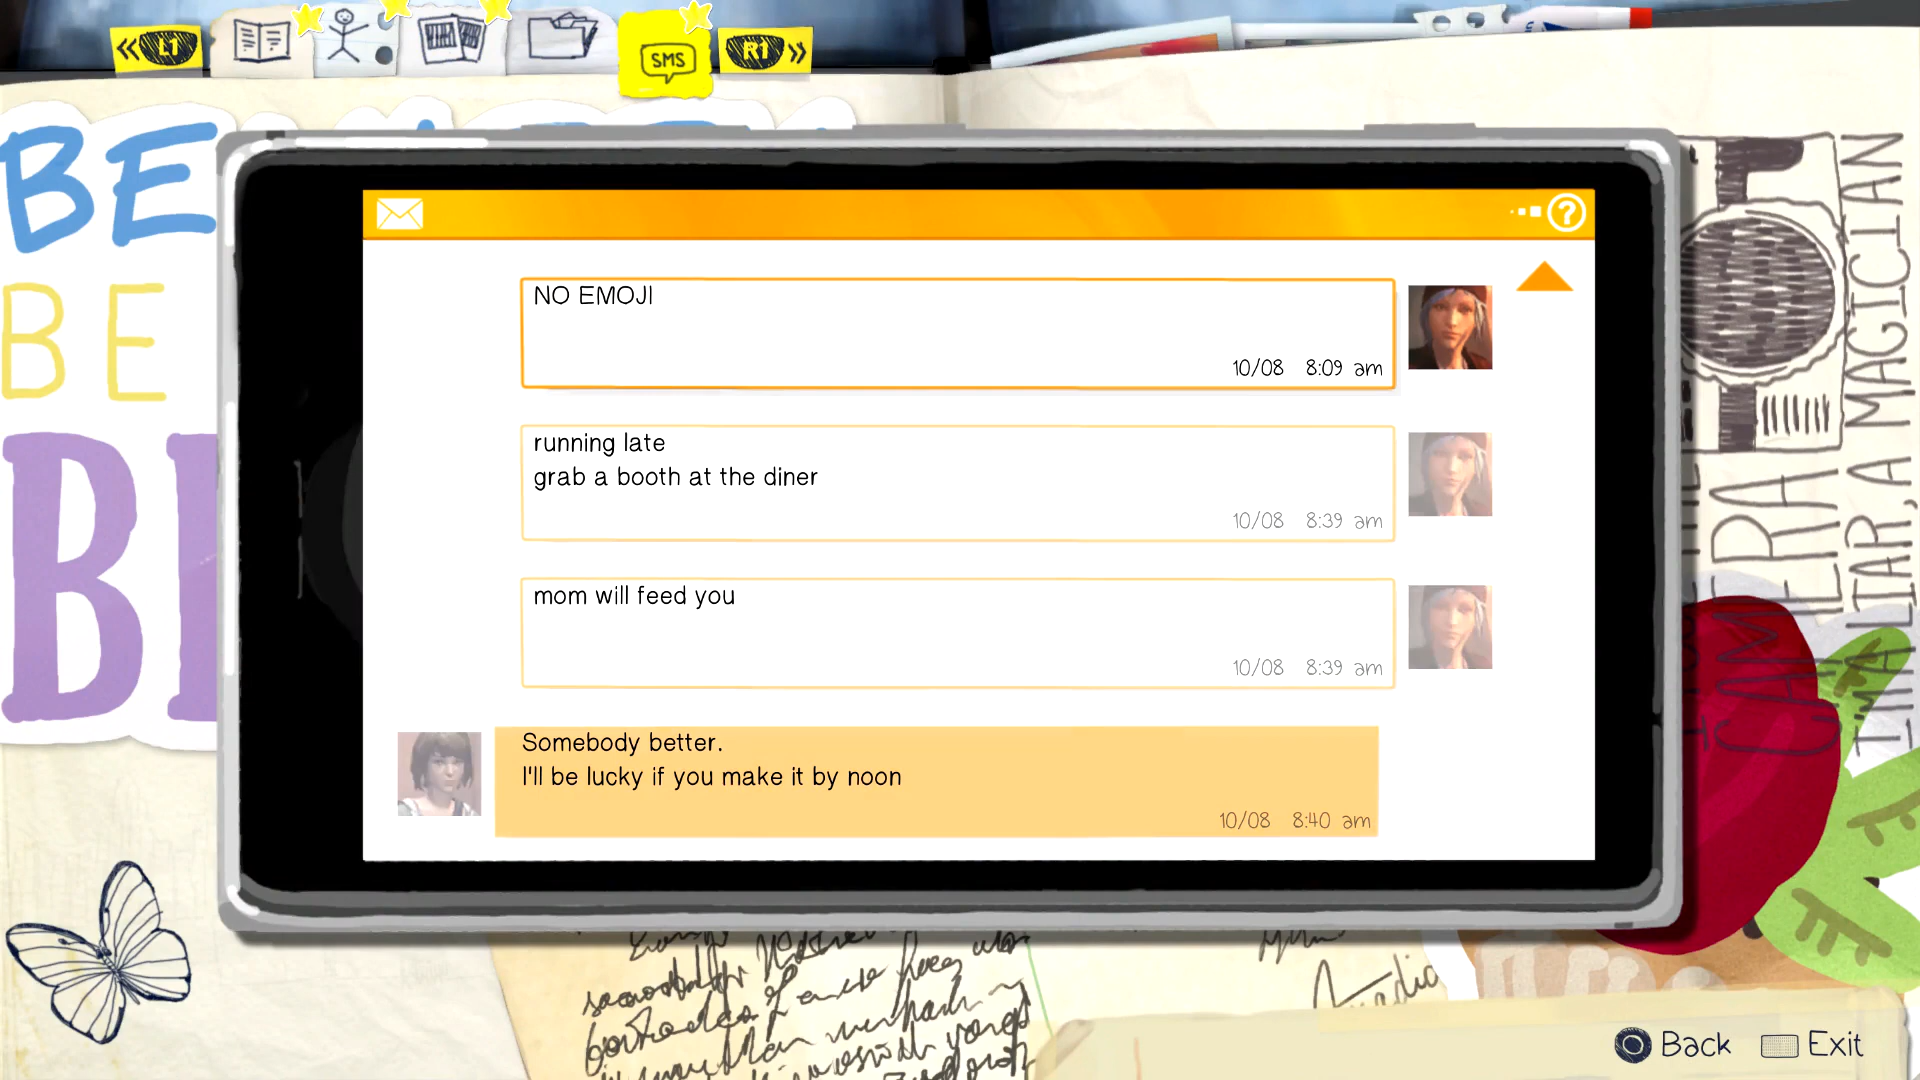 L1
SMS
R1
BE
BE
NO EMOJI
10/08 8:09 am
running late
grab a booth at the diner
10/08 8:39 am
mom will feed you
10/08 8:39 am
Somebody better.
I'll be lucky if you make it by noon
10/08 8:40 am
CAMERA
I'M A LIAR, A MAGICIAN
Back
Exit